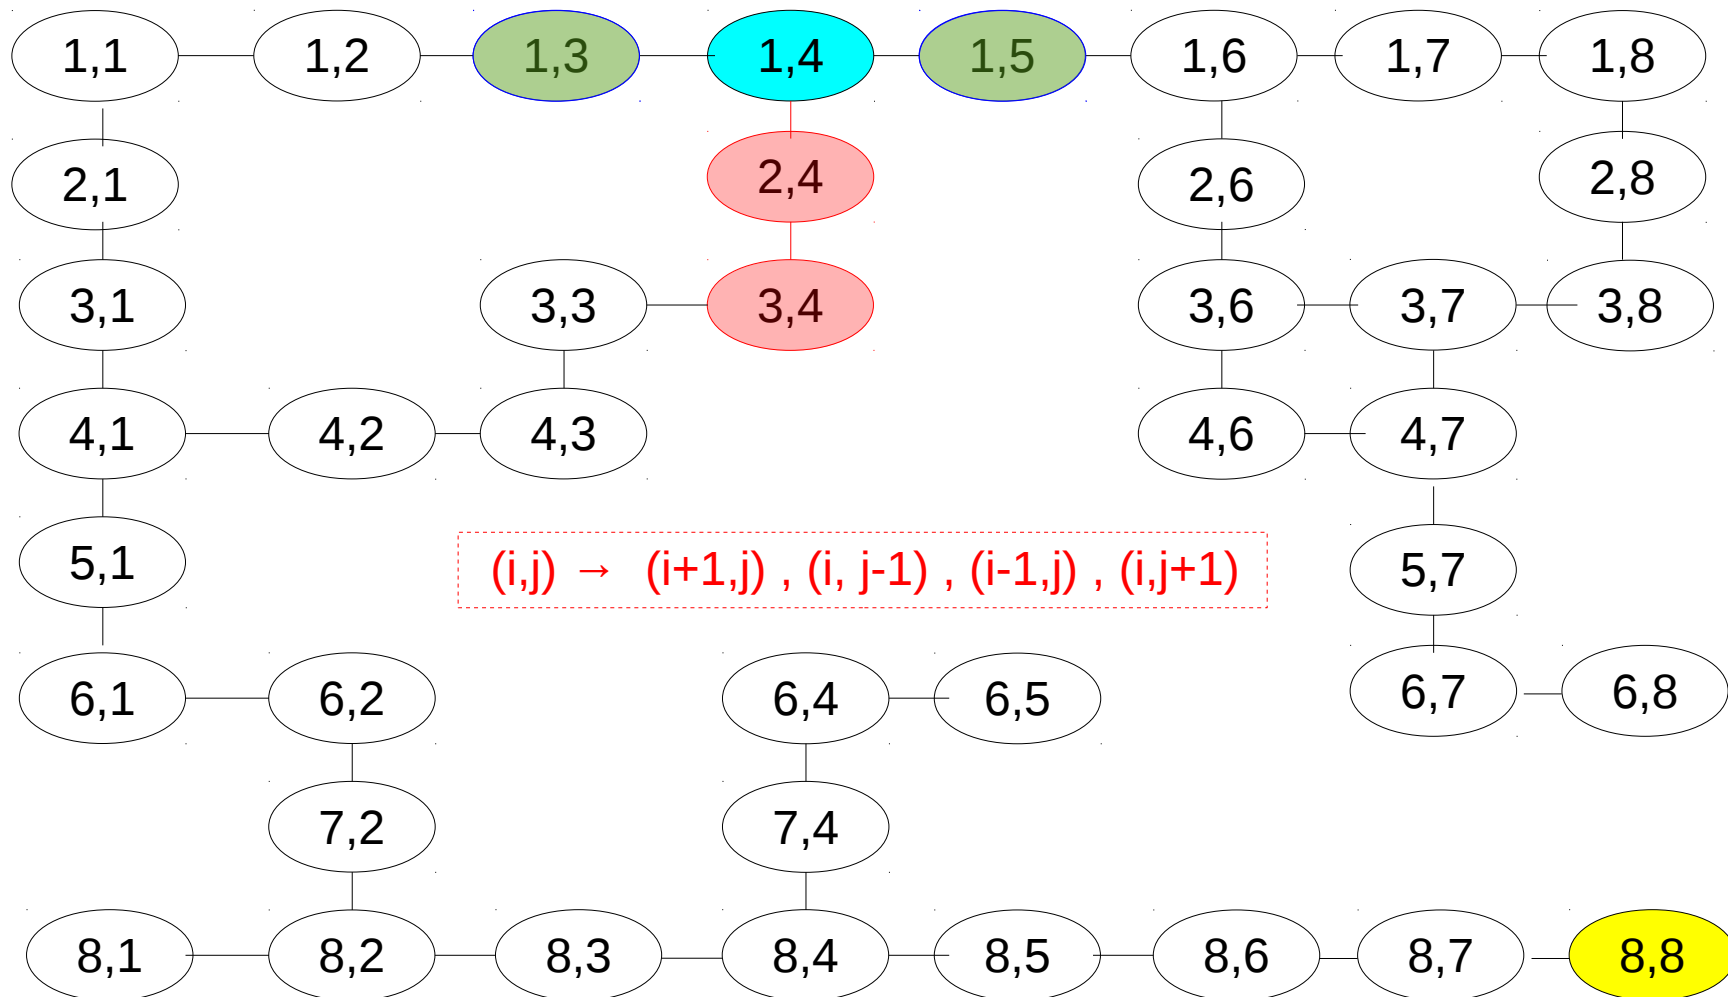 1,1 1,2 1,3 1,4 1,5 1,6 1,7 1,8
2,1 2,4 2,6 2,8
3,1 3,3 3,4 3,6 3,7 3,8
4,1 4,2 4,3 4,6 4,7
5,1 (i,j) → (i+1,j) , (i, j-1) , (i-1,j) , (i,j+1) 5,7
6,1 6,2 6,4 6,5 6,7 6,8
7,2 7,4
8,1 8,2 8,3 8,4 8,5 8,6 8,7 8,8